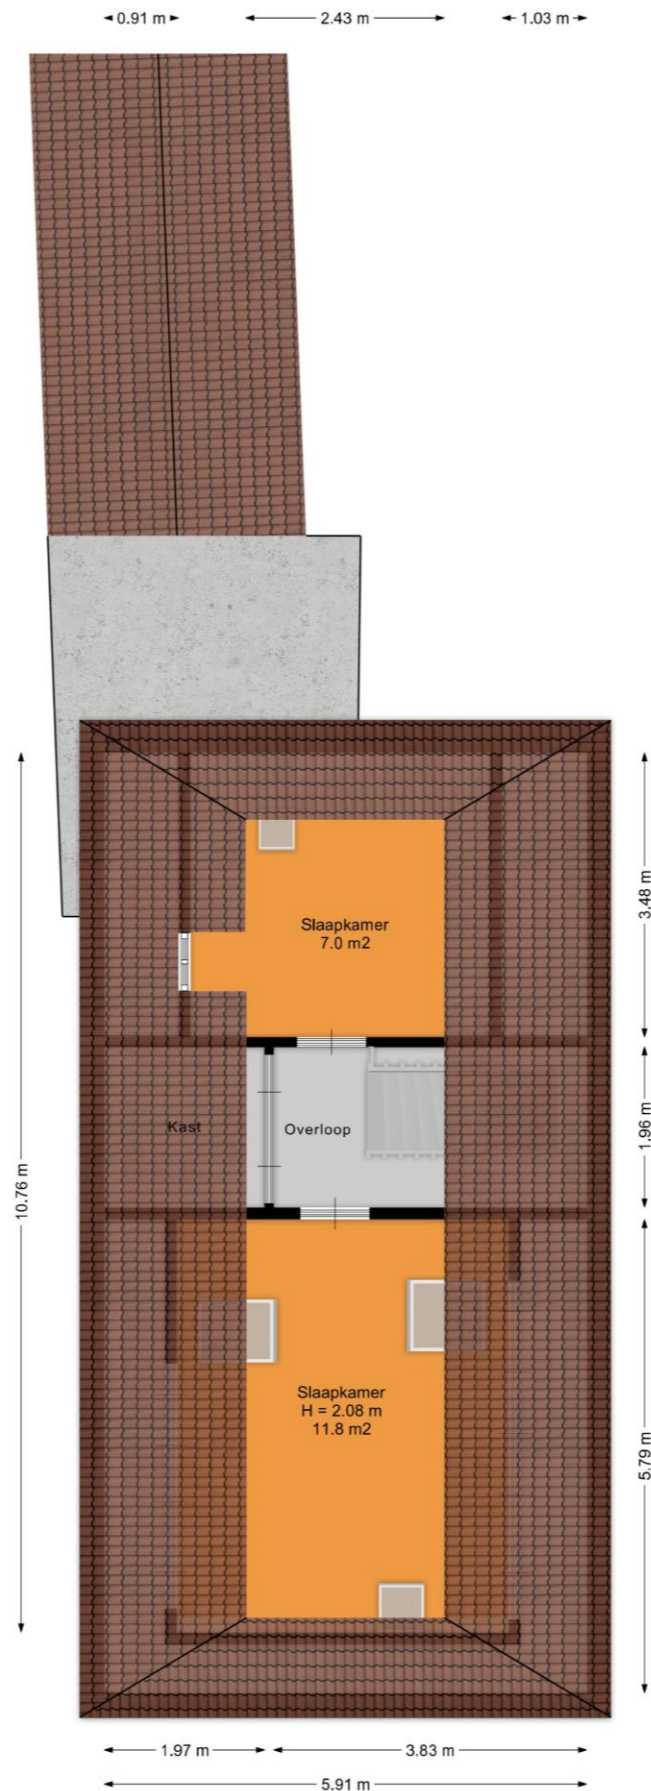 0.91 m
2.43 m
1.03 m
3.48 m
Slaapkamer
7.0 m2
1.96 m
Kast
Overloop
10.76 m
Slaapkamer
H = 2.08 m
11.8 m2
5.79 m
1.97 m
3.83 m
5.91 m